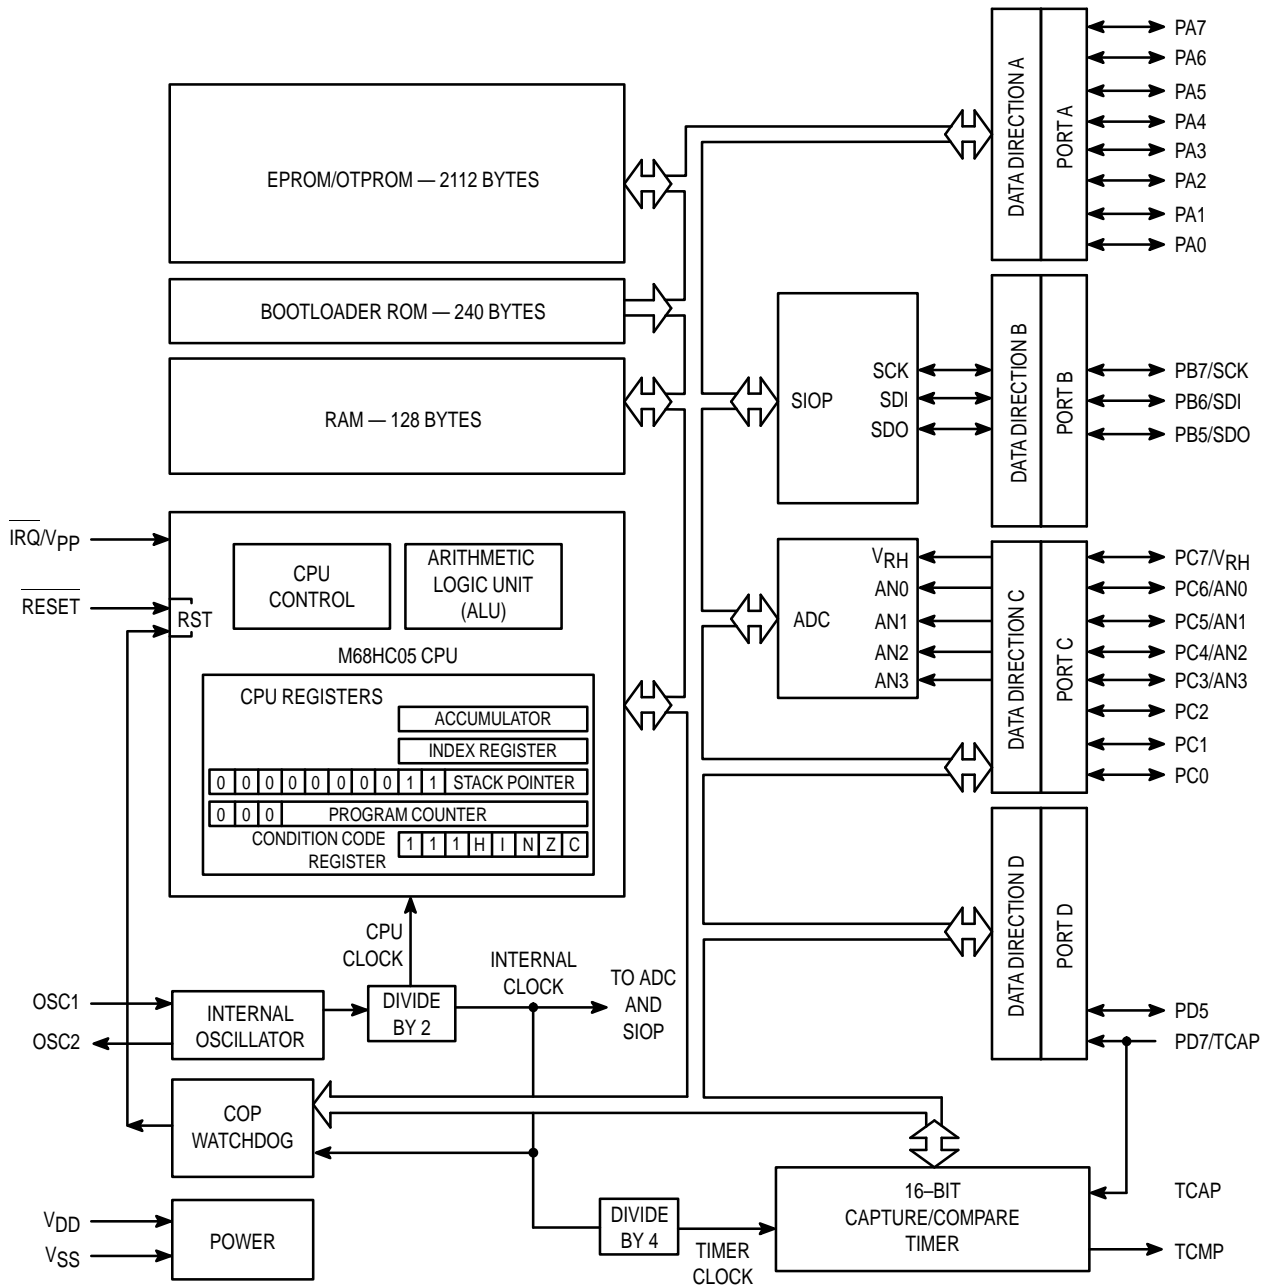 EPROM/OTPROM — 2112 BYTES
BOOTLOADER ROM — 240 BYTES
RAM — 128 BYTES
IRQ/VPP
RESET
RST
CPU
CONTROL
ARITHMETIC
LOGIC UNIT
(ALU)
M68HC05 CPU
CPU REGISTERS
ACCUMULATOR
INDEX REGISTER
0 0 0 0 0 0 0 0 1 1 STACK POINTER
0 0 0 PROGRAM COUNTER
CONDITION CODE
REGISTER
1 1 1 H I N Z C
CPU
CLOCK
INTERNAL
CLOCK
TO ADC
AND
SIOP
OSC1
OSC2
INTERNAL
OSCILLATOR
DIVIDE
BY 2
COP
WATCHDOG
VDD
VSS
POWER
DIVIDE
BY 4
TIMER
CLOCK
16–BIT
CAPTURE/COMPARE
TIMER
TCAP
TCMP
SIOP
SCK
SDI
SDO
ADC
VRH
AN0
AN1
AN2
AN3
DATA DIRECTION A
PORT A
PA7
PA6
PA5
PA4
PA3
PA2
PA1
PA0
DATA DIRECTION B
PORT B
PB7/SCK
PB6/SDI
PB5/SDO
DATA DIRECTION C
PORT C
PC7/VRH
PC6/AN0
PC5/AN1
PC4/AN2
PC3/AN3
PC2
PC1
PC0
DATA DIRECTION D
PORT D
PD5
PD7/TCAP